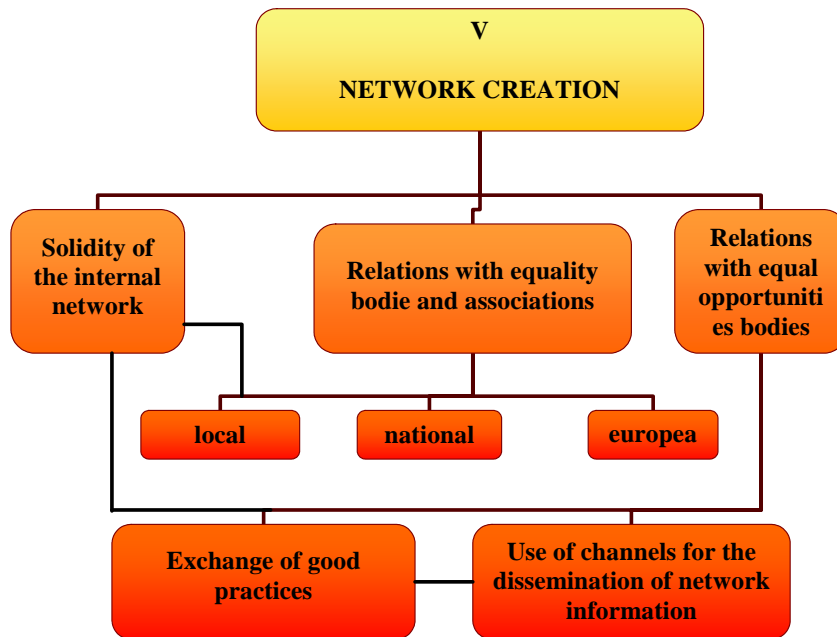 V
NETWORK CREATION
Solidity of
the internal
network
Relations with equality
bodie and associations
Relations
with equal
opportuniti
es bodies
local
national
europea
Exchange of good
practices
Use of channels for the
dissemination of network
information